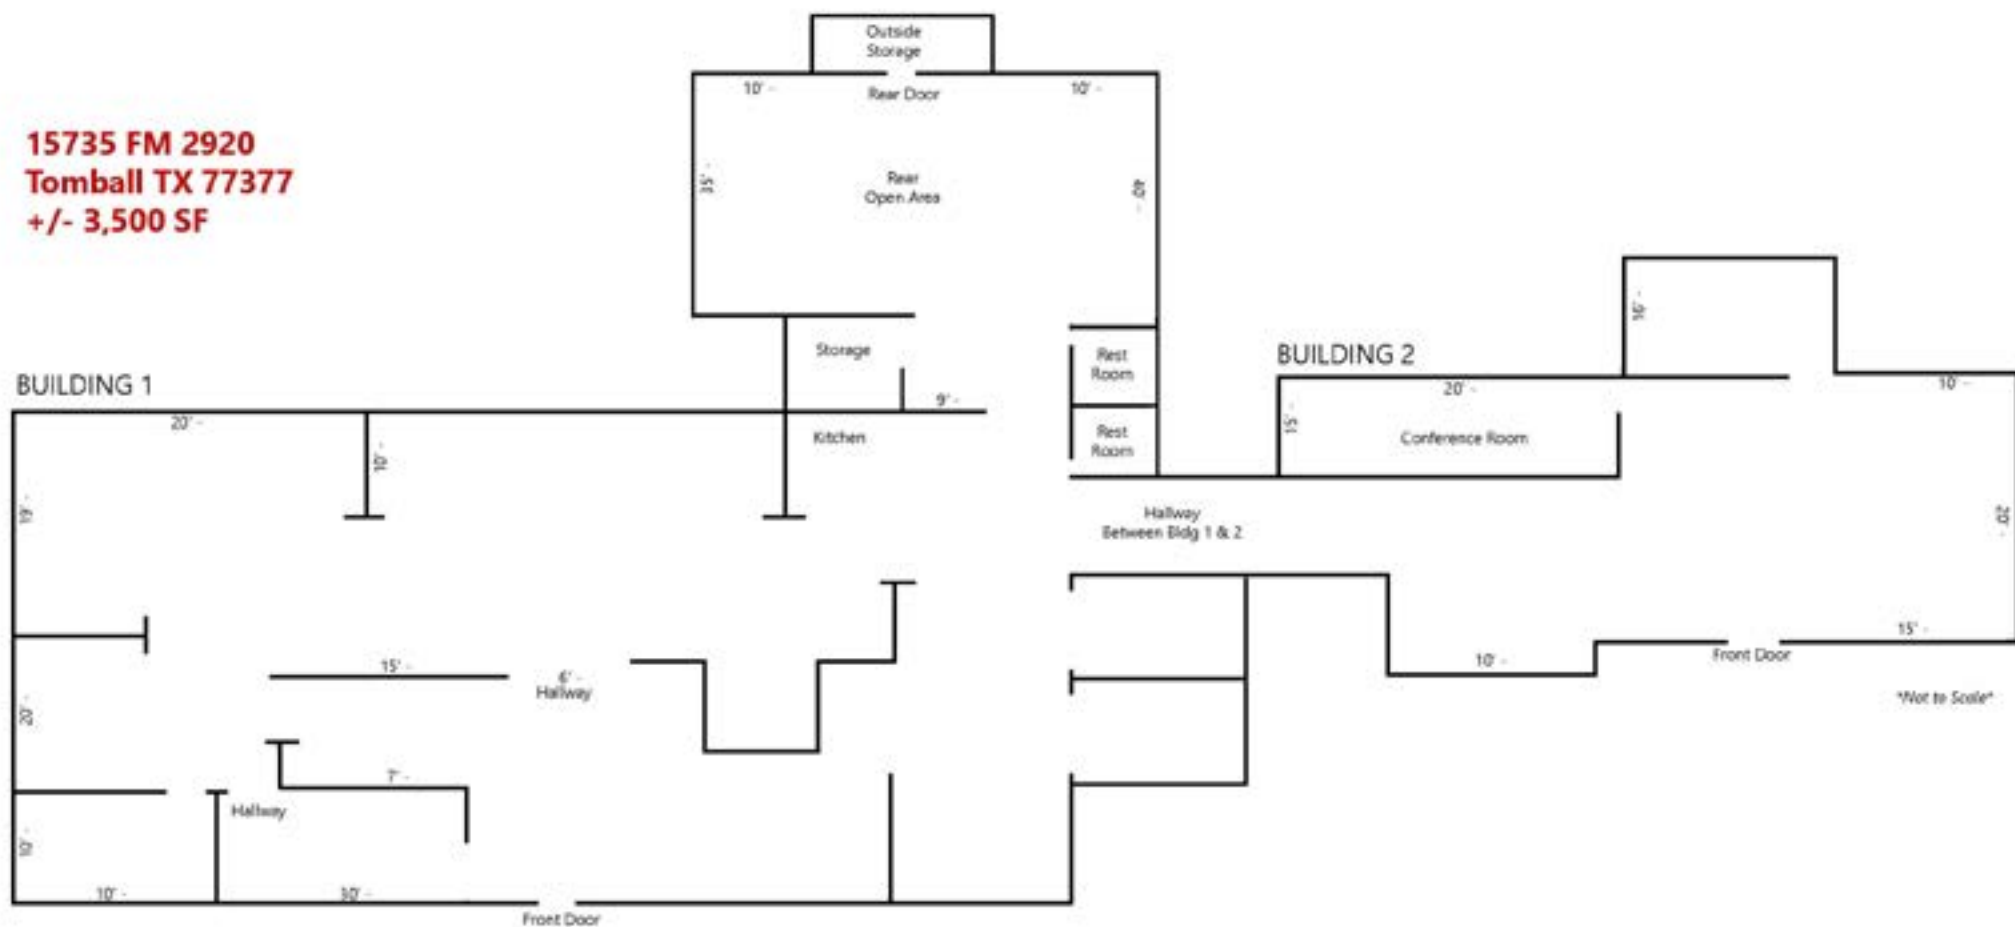 Outside
Storage
10' -
Rear Door
10' -
15735 FM 2920
Tomball TX 77377
+/- 3,500 SF
35' -
Rear
Open Area
40' -
16' -
Storage
Rest
Room
BUILDING 2
BUILDING 1
20' -
10' -
9' -
20' -
15' -
10' -
Kitchen
Rest
Room
Conference Room
19' -
Hallway
Between Bldg 1 & 2
20' -
15' -
6' -
Hallway
10' -
15' -
Front Door
20' -
*Not to Scale*
7' -
Hallway
10' -
10' -
30' -
Front Door